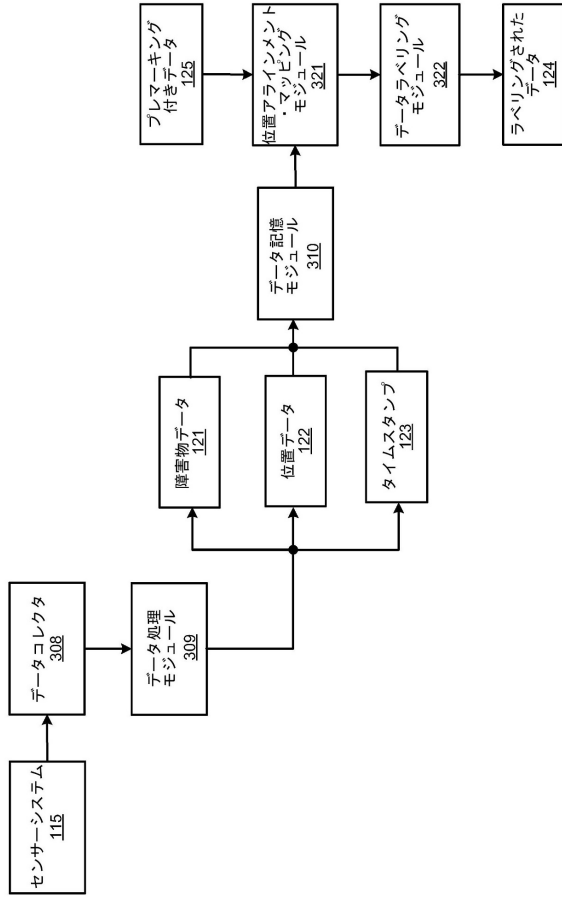 センサーシステム
115
データコレクタ
308
データ処理
モジュール
309
障害物データ
121
位置データ
122
タイムスタンプ
123
データ記憶
モジュール
310
プレマーキング
付きデータ
125
位置アラインメント
・マッピング
モジュール
321
データラベリング
モジュール
322
ラベリングされた
データ
124